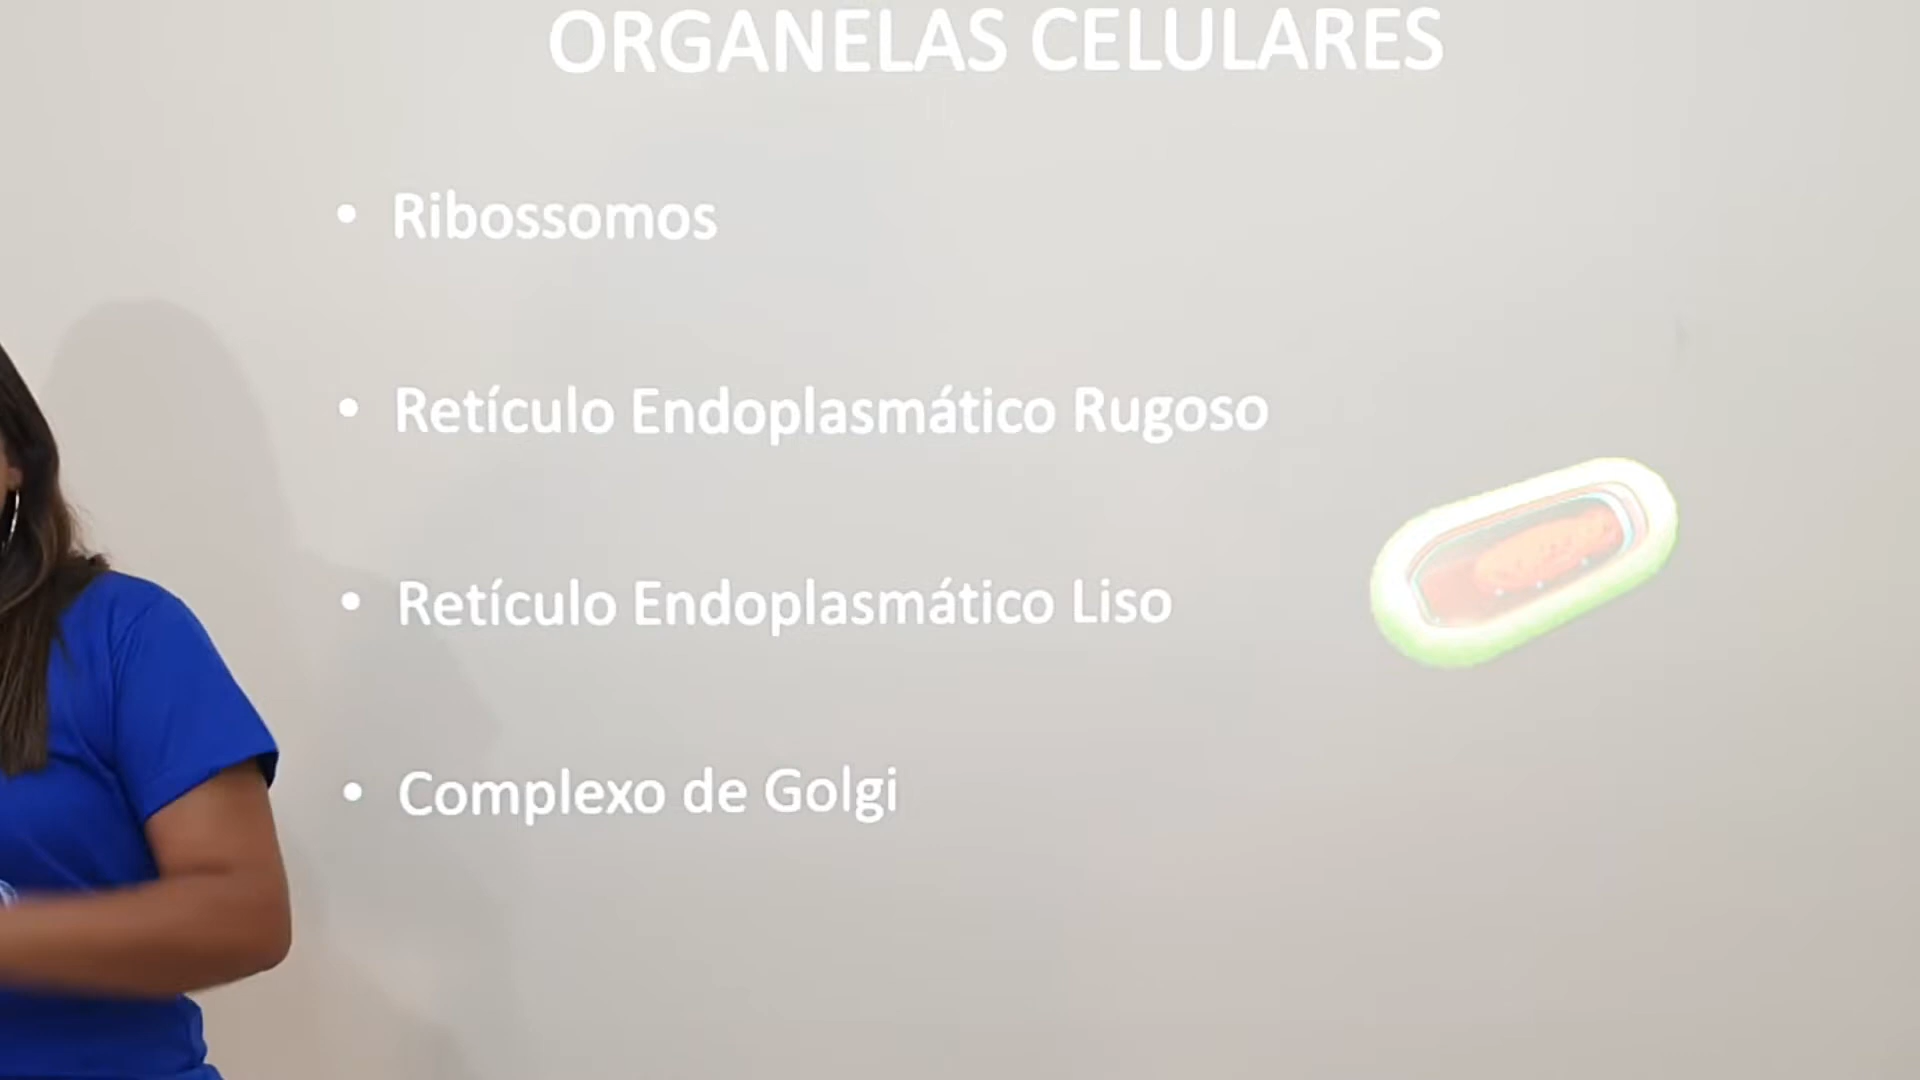 ORGANELAS CELULARES
• Ribossomos
• Retículo Endoplasmático Rugoso
• Retículo Endoplasmático Liso
• Complexo de Golgi